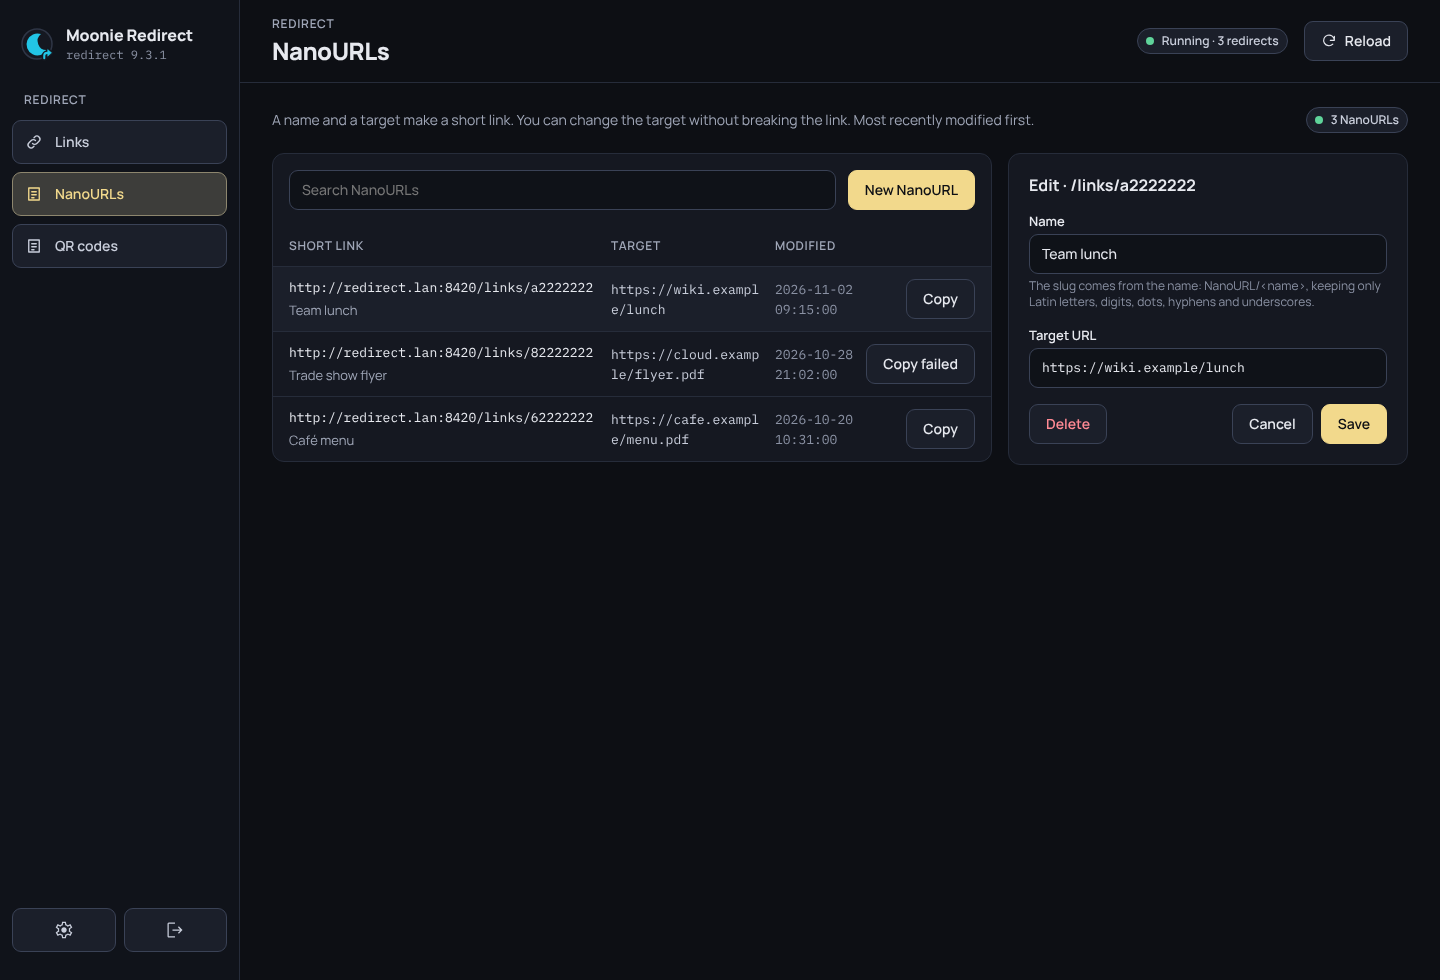 Moonie Redirect
redirect 9.3.1
REDIRECT
Links
NanoURLs
QR codes
REDIRECT
NanoURLs
Running · 3 redirects
Reload
A name and a target make a short link. You can change the target without breaking the link. Most recently modified first.
3 NanoURLs
Search NanoURLs
New NanoURL
SHORT LINK
TARGET
MODIFIED
http://redirect.lan:8420/links/a2222222
Team lunch
https://wiki.exampl
e/lunch
2026-11-02
09:15:00
Copy
http://redirect.lan:8420/links/82222222
Trade show flyer
https://cloud.examp
le/flyer.pdf
2026-10-28
21:02:00
Copy failed
http://redirect.lan:8420/links/62222222
Café menu
https://cafe.exampl
e/menu.pdf
2026-10-20
10:31:00
Copy
Edit · /links/a2222222
Name
Team lunch
The slug comes from the name: NanoURL/<name>, keeping only
Latin letters, digits, dots, hyphens and underscores.
Target URL
https://wiki.example/lunch
Delete
Cancel
Save